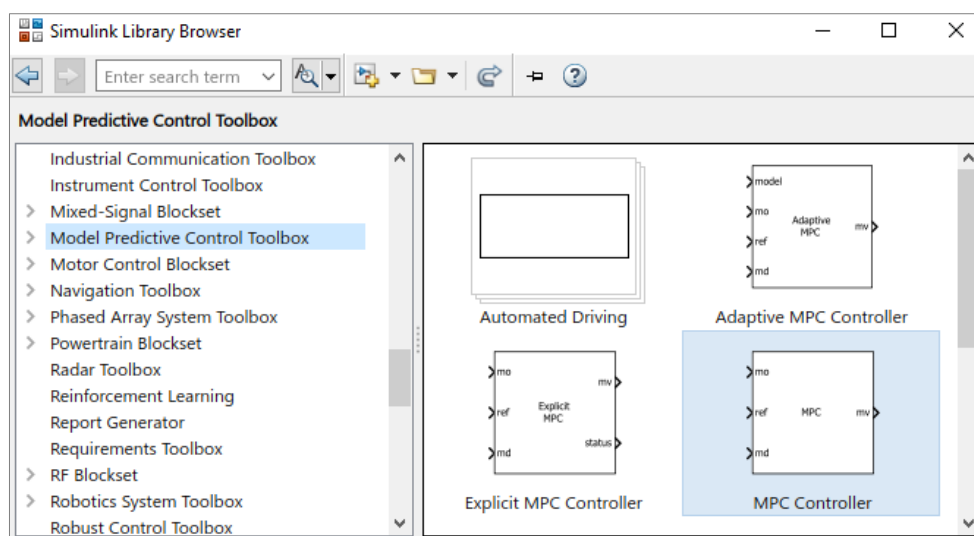 Simulink Library Browser
Enter search term
Model Predictive Control Toolbox
Industrial Communication Toolbox
Instrument Control Toolbox
Mixed-Signal Blockset
Model Predictive Control Toolbox
Motor Control Blockset
Navigation Toolbox
Phased Array System Toolbox
Powertrain Blockset
Radar Toolbox
Reinforcement Learning
Report Generator
Requirements Toolbox
RF Blockset
Robotics System Toolbox
Robust Control Toolbox
Automated Driving
model
mo
ref
md
Adaptive
MPC
mv
Adaptive MPC Controller
mo
ref
md
Explicit
MPC
mv
status
Explicit MPC Controller
mo
ref
md
MPC
mv
MPC Controller